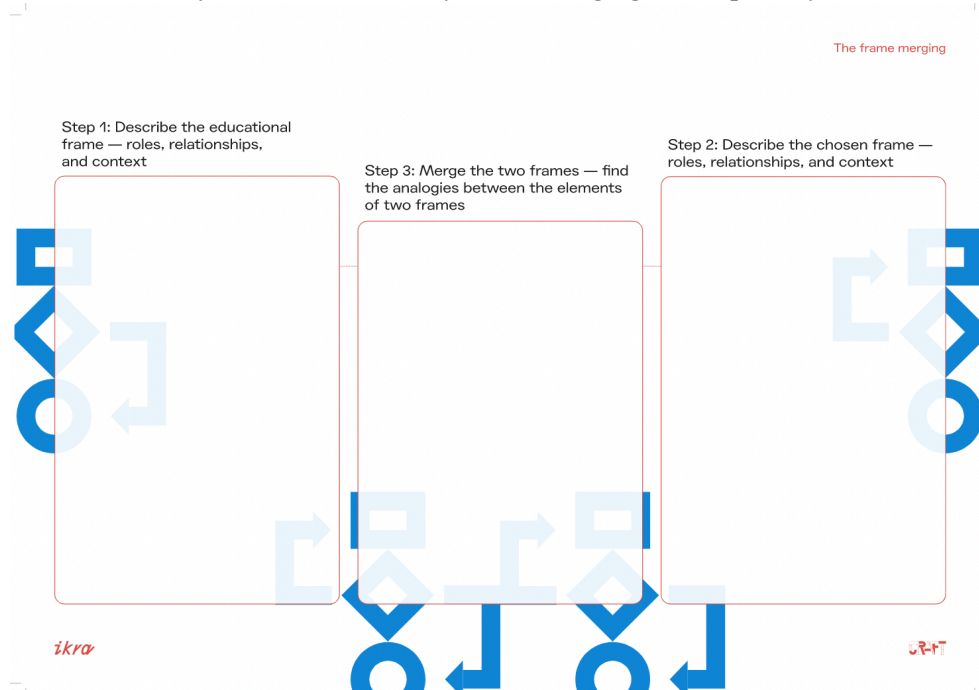 The frame merging
Step 1: Describe the educational
frame — roles, relationships,
and context
Step 3: Merge the two frames — find
the analogies between the elements
of two frames
Step 2: Describe the chosen frame —
roles, relationships, and context
ikra